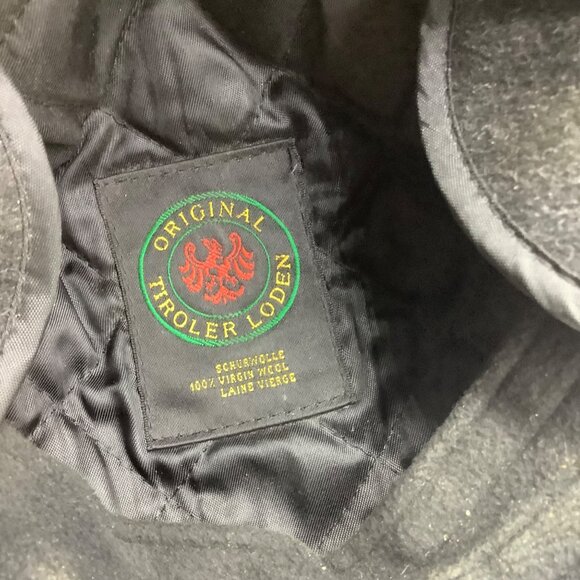 ORIGINAL
TIROLER LODEN
SCHURWOLLE
100% VIRGIN WOOL
LAINE VIERGE